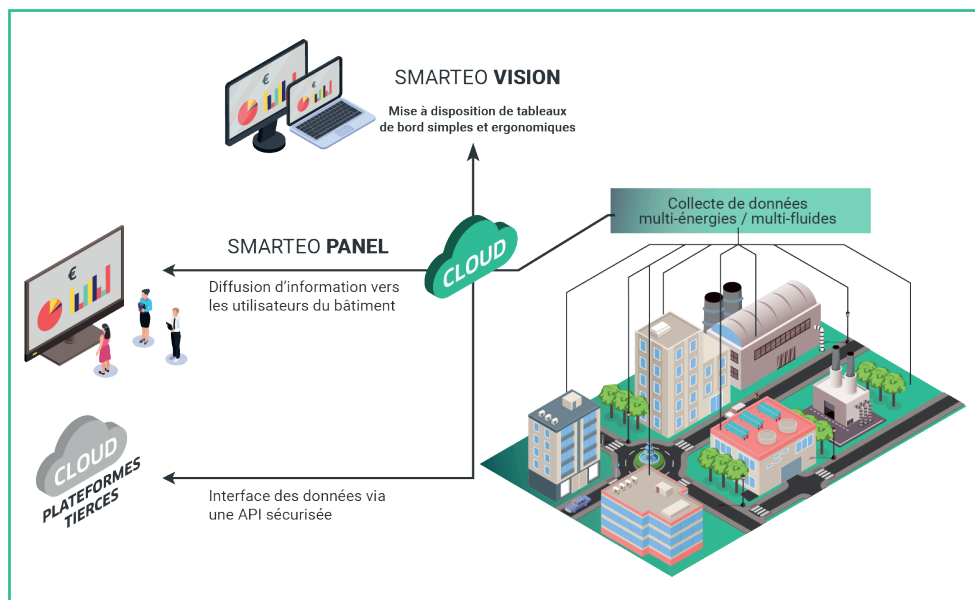 SMARTEO VISION
Mise à disposition de tableaux
de bord simples et ergonomiques
Collecte de données
multi-énergies / multi-fluides
SMARTEO PANEL
Diffusion d’information vers
les utilisateurs du bâtiment
CLOUD
CLOUD
PLATEFORMES
TIERCES
Interface des données via
une API sécurisée
€
€
€